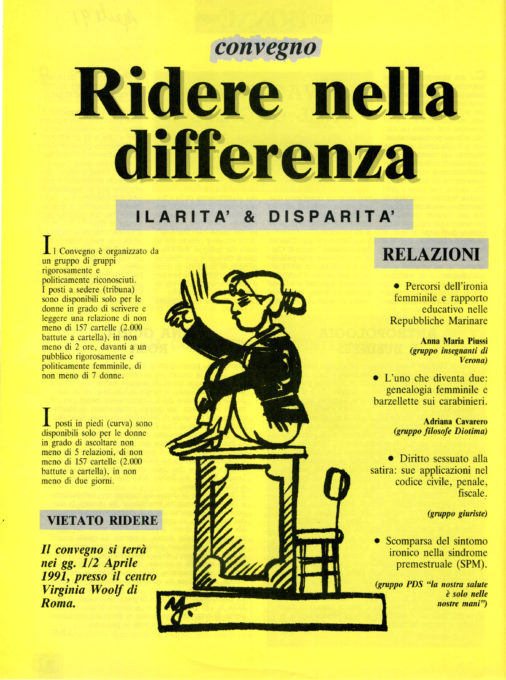 convegno
Ridere nella
differenza
ILARITA' & DISPARITA'
Il Convegno è organizzato da
un gruppo di gruppi
rigorosamente e
politicamente riconosciuti.
I posti a sedere (tribuna)
sono disponibili solo per le
donne in grado di scrivere e
leggere una relazione di non
meno di 157 cartelle (2.000
battute a cartella), in non
meno di 2 ore, davanti a un
pubblico rigorosamente e
politicamente femminile, di
non meno di 7 donne.
I posti in piedi (curva) sono
disponibili solo per le donne
in grado di ascoltare non
meno di 5 relazioni, di non
meno di 157 cartelle (2.000
battute a cartella), in non
meno di due giorni.
VIETATO RIDERE
Il convegno si terrà
nei gg. 1/2 Aprile
1991, presso il centro
Virginia Woolf di
Roma.
RELAZIONI
• Percorsi dell'ironia
femminile e rapporto
educativo nelle
Repubbliche Marinare
Anna Maria Piussi
(gruppo insegnanti di
Verona)
• L'uno che diventa due:
genealogia femminile e
barzellette sui carabinieri.
Adriana Cavarero
(gruppo filosofe Diotima)
• Diritto sessuato alla
satira: sue applicazioni nel
codice civile, penale,
fiscale.
(gruppo giuriste)
• Scomparsa del sintomo
ironico nella sindrome
premestruale (SPM).
(gruppo PDS "la nostra salute
è solo nelle
nostre mani")